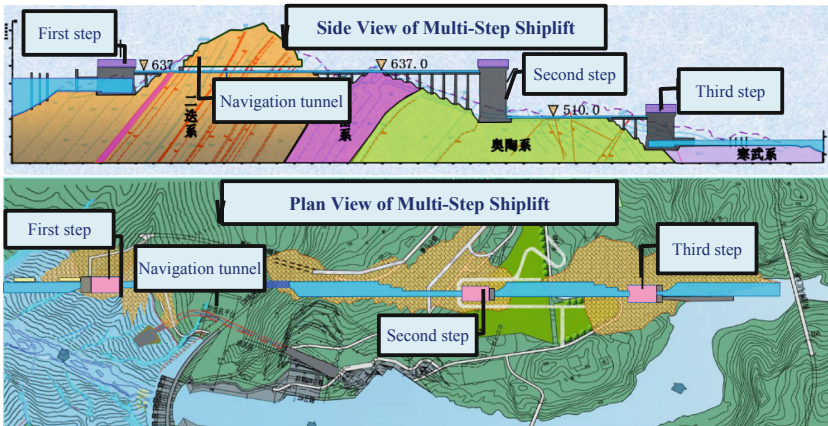 Side View of Multi-Step Shiplift
First step
637
637.0
Second step
Third step
Navigation tunnel
510.0
二迭系
系
奥陶系
寒武系
Plan View of Multi-Step Shiplift
First step
Third step
Navigation tunnel
Second step